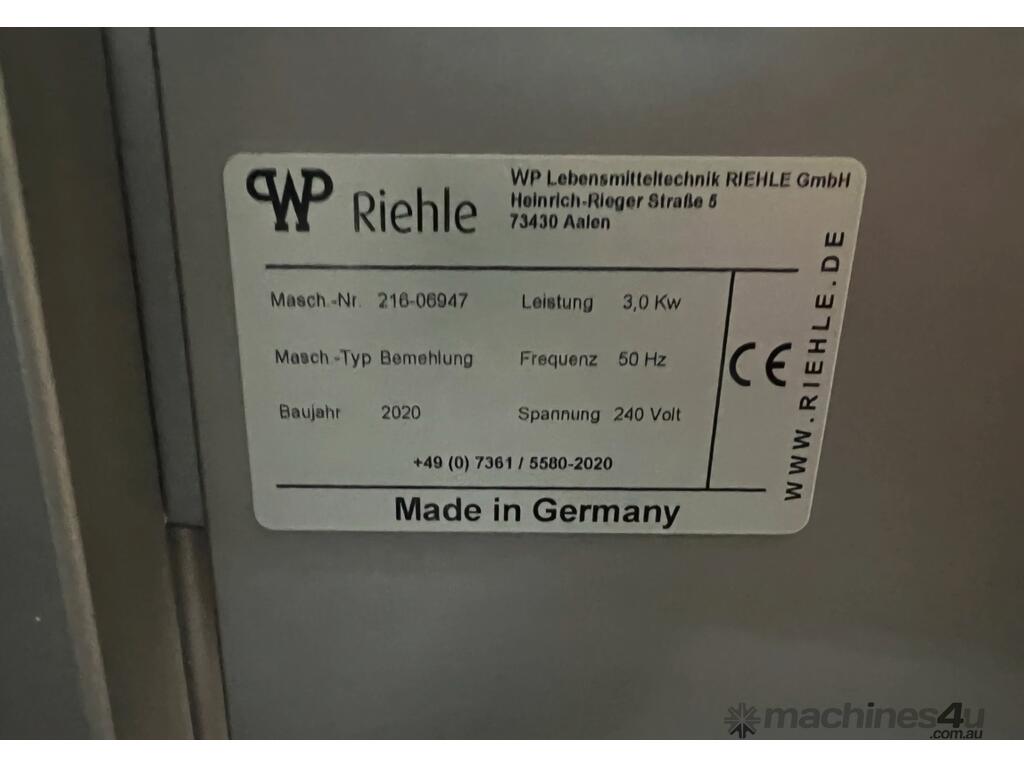 WP Riehle
WP Lebensmitteltechnik RIEHLE GmbH
Heinrich-Rieger Straße 5
73430 Aalen
Masch.-Nr. 216-06947 Leistung 3,0 Kw
Masch.-Typ Bemehlung Frequenz 50 Hz
Baujahr 2020 Spannung 240 Volt
+49 (0) 7361 / 5580-2020
CE
WWW.RIEHLE.DE
Made in Germany
machines4u
.com.au